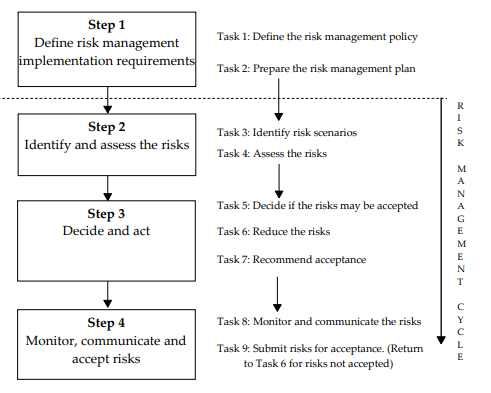 Step 1
Define risk management
implementation requirements
Task 1: Define the risk management policy
Task 2: Prepare the risk management plan
Step 2
Identify and assess the risks
Task 3: Identify risk scenarios
Task 4: Assess the risks
Step 3
Decide and act
Task 5: Decide if the risks may be accepted
Task 6: Reduce the risks
Task 7: Recommend acceptance
Step 4
Monitor, communicate and
accept risks
Task 8: Monitor and communicate the risks
Task 9: Submit risks for acceptance. (Return
to Task 6 for risks not accepted)
RISK MANAGEMENT CYCLE